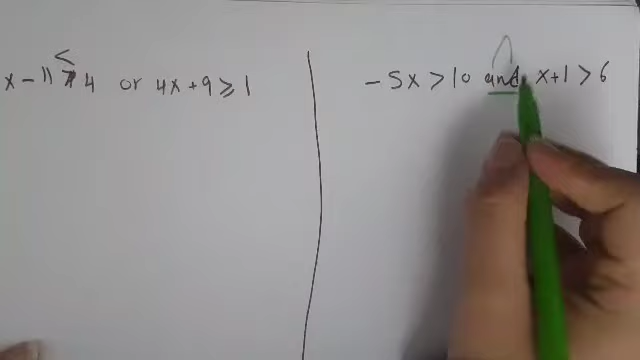 <
x - 11 ≥ 4 or 4x + 9 ≥ 1
- 5x > 10 and x + 1 > 6